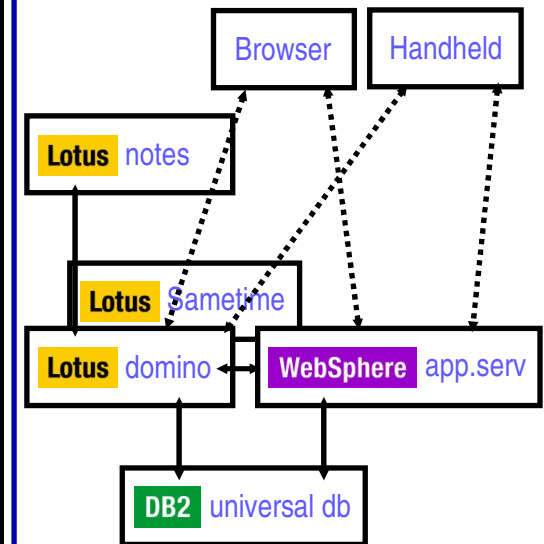 Browser
Handheld
Lotus notes
Lotus Sametime
Lotus domino
WebSphere app.serv
DB2 universal db